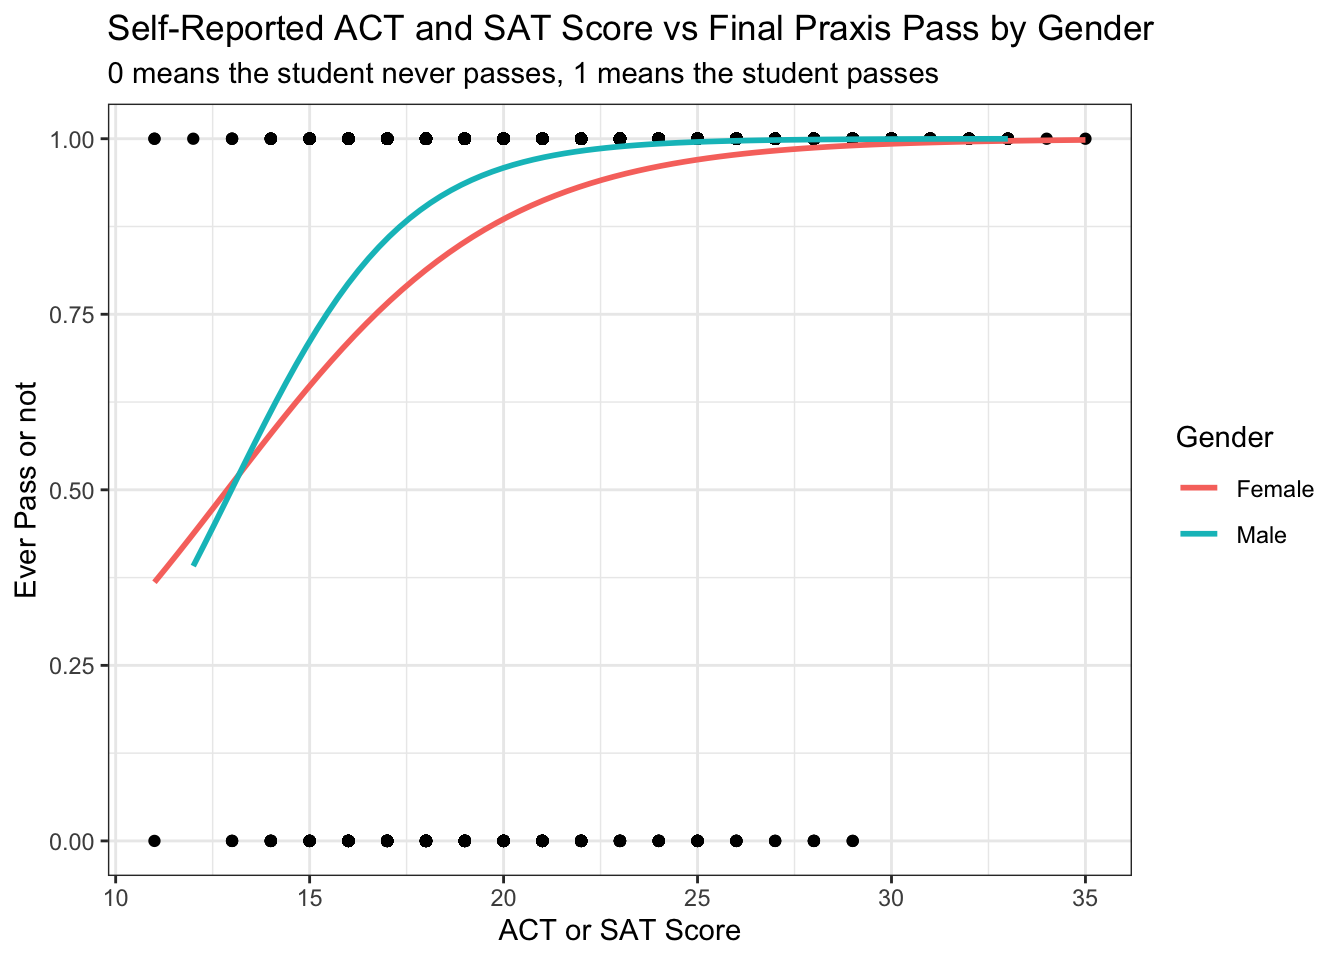 Self-Reported ACT and SAT Score vs Final Praxis Pass by Gender
0 means the student never passes, 1 means the student passes
Ever Pass or not
1.00
0.75
0.50
0.25
0.00
10 15 20 25 30 35
ACT or SAT Score
Gender
Female
Male